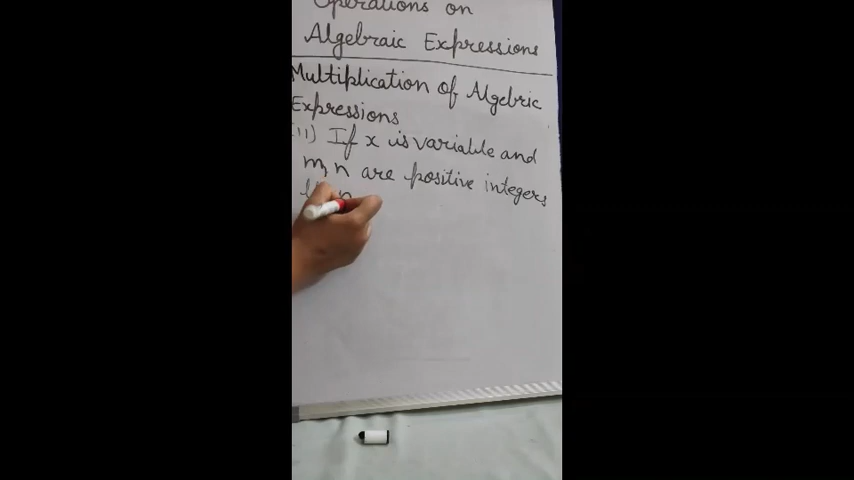 Operations on
Algebraic Expressions
Multiplication of Algebric
Expressions
(ii) If x is variable and
m, n are positive integers